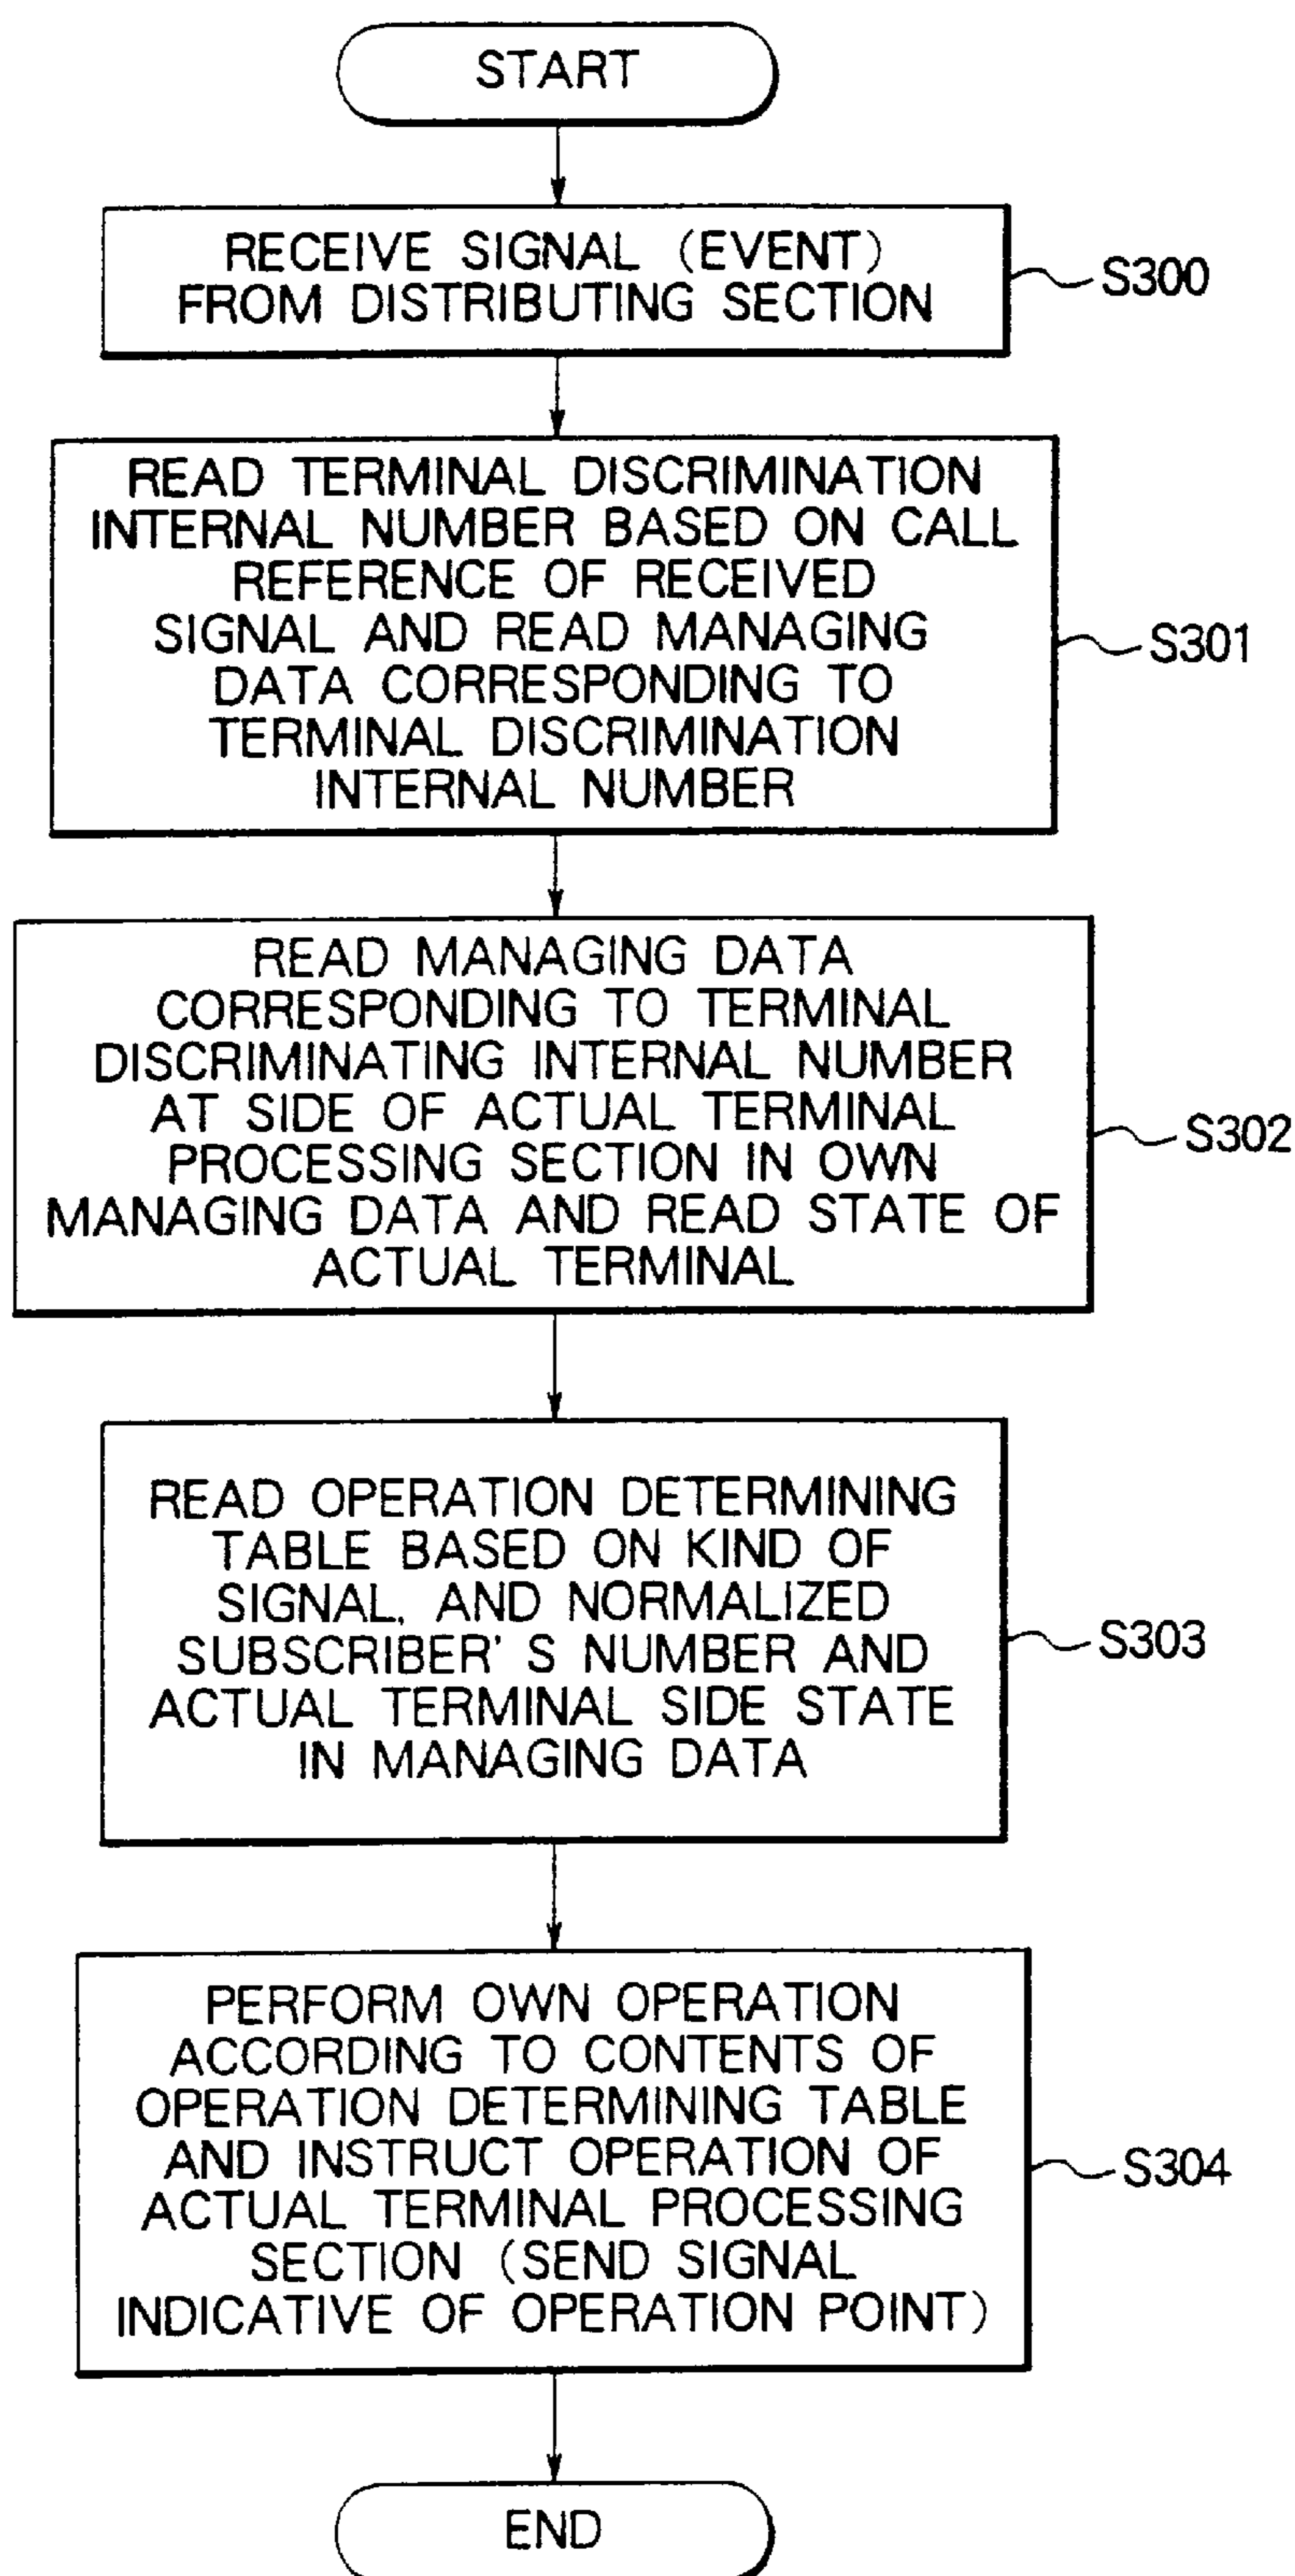 START
RECEIVE SIGNAL (EVENT)
FROM DISTRIBUTING SECTION
S300
READ TERMINAL DISCRIMINATION
INTERNAL NUMBER BASED ON CALL
REFERENCE OF RECEIVED
SIGNAL AND READ MANAGING
DATA CORRESPONDING TO
TERMINAL DISCRIMINATION
INTERNAL NUMBER
S301
READ MANAGING DATA
CORRESPONDING TO TERMINAL
DISCRIMINATING INTERNAL NUMBER
AT SIDE OF ACTUAL TERMINAL
PROCESSING SECTION IN OWN
MANAGING DATA AND READ STATE OF
ACTUAL TERMINAL
S302
READ OPERATION DETERMINING
TABLE BASED ON KIND OF
SIGNAL, AND NORMALIZED
SUBSCRIBER'S NUMBER AND
ACTUAL TERMINAL SIDE STATE
IN MANAGING DATA
S303
PERFORM OWN OPERATION
ACCORDING TO CONTENTS OF
OPERATION DETERMINING TABLE
AND INSTRUCT OPERATION OF
ACTUAL TERMINAL PROCESSING
SECTION (SEND SIGNAL
INDICATIVE OF OPERATION POINT)
S304
END